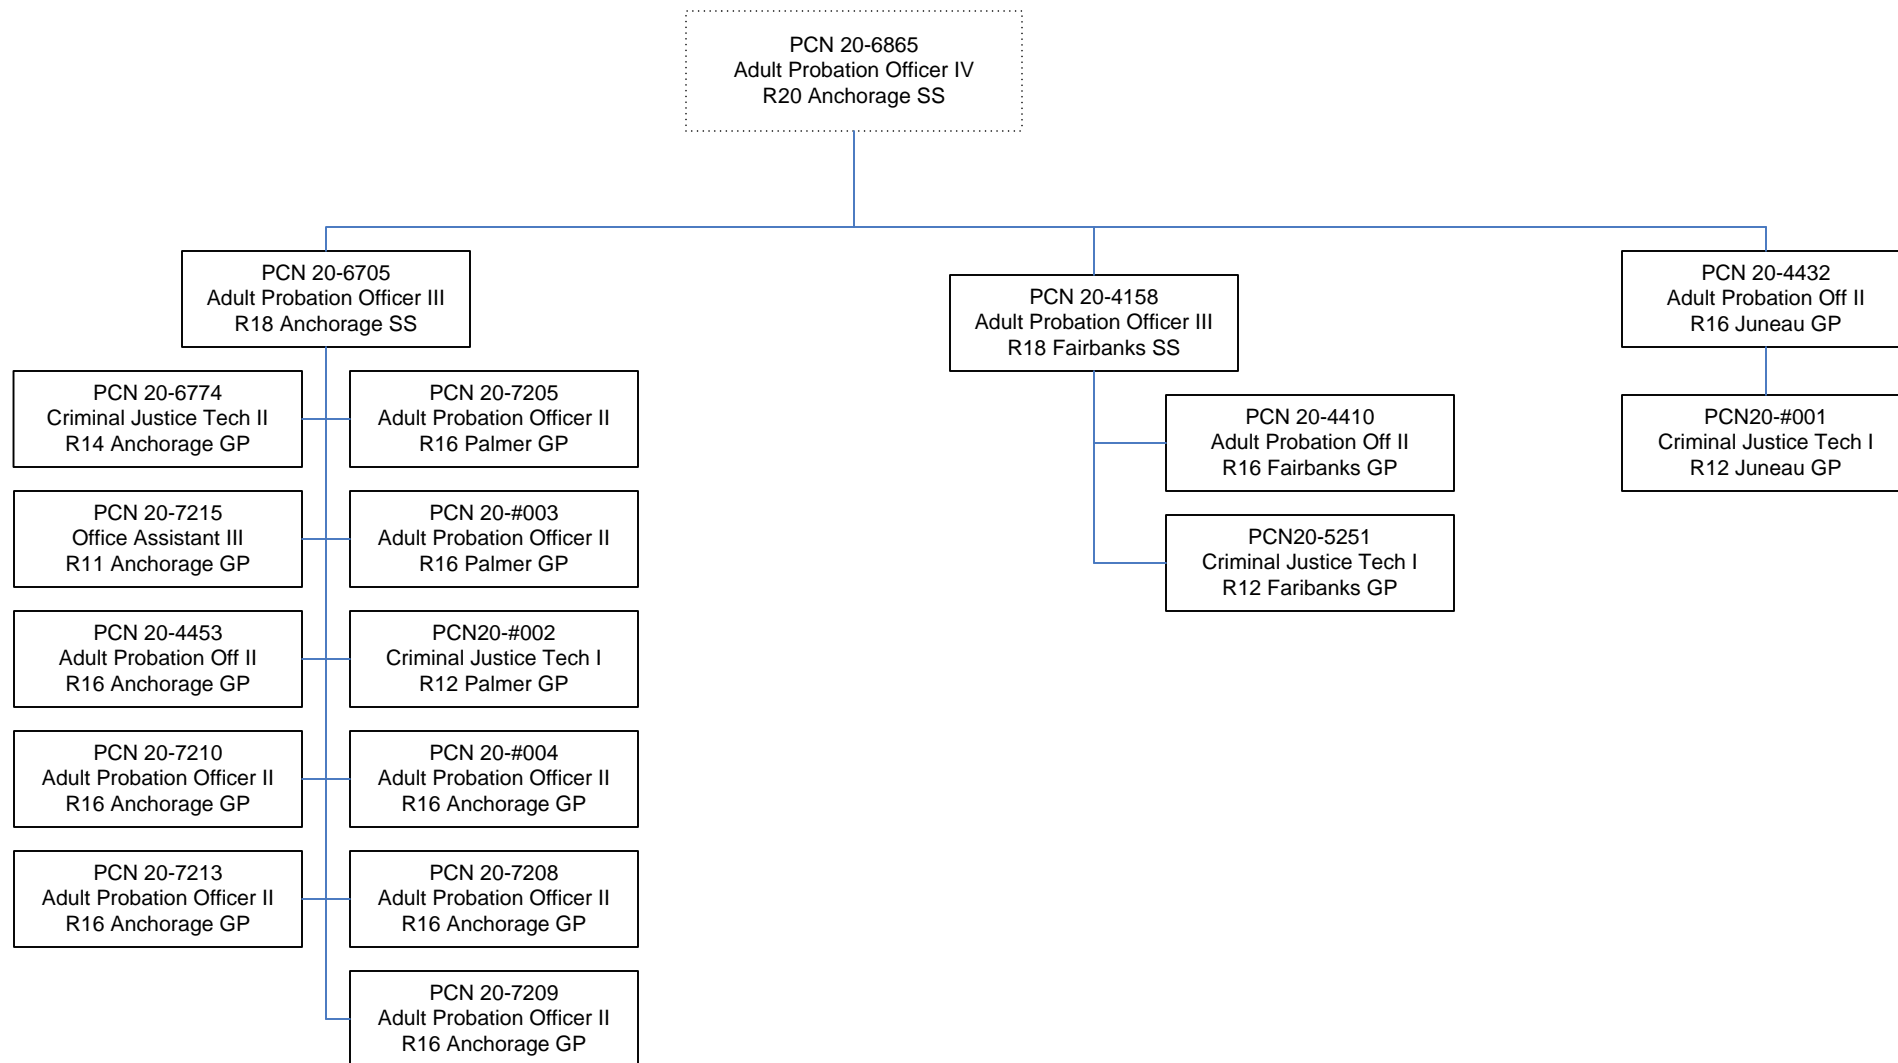 PCN 20-6865
Adult Probation Officer IV
R20 Anchorage SS
PCN 20-6705
Adult Probation Officer III
R18 Anchorage SS
PCN 20-6774
Criminal Justice Tech II
R14 Anchorage GP
PCN 20-7205
Adult Probation Officer II
R16 Palmer GP
PCN 20-7215
Office Assistant III
R11 Anchorage GP
PCN 20-#003
Adult Probation Officer II
R16 Palmer GP
PCN 20-4453
Adult Probation Off II
R16 Anchorage GP
PCN20-#002
Criminal Justice Tech I
R12 Palmer GP
PCN 20-7210
Adult Probation Officer II
R16 Anchorage GP
PCN 20-#004
Adult Probation Officer II
R16 Anchorage GP
PCN 20-7213
Adult Probation Officer II
R16 Anchorage GP
PCN 20-7208
Adult Probation Officer II
R16 Anchorage GP
PCN 20-7209
Adult Probation Officer II
R16 Anchorage GP
PCN 20-4158
Adult Probation Officer III
R18 Fairbanks SS
PCN 20-4410
Adult Probation Off II
R16 Fairbanks GP
PCN20-5251
Criminal Justice Tech I
R12 Faribanks GP
PCN 20-4432
Adult Probation Off II
R16 Juneau GP
PCN20-#001
Criminal Justice Tech I
R12 Juneau GP